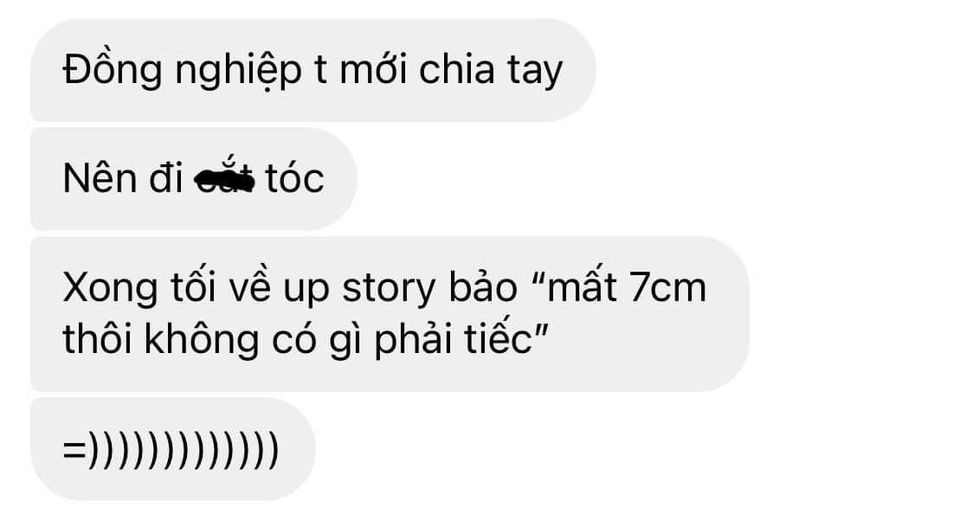 Đồng nghiệp t mới chia tay
Nên đi cắt tóc
Xong tối về up story bảo “mất 7cm
thôi không có gì phải tiếc”
=)))))))))))))